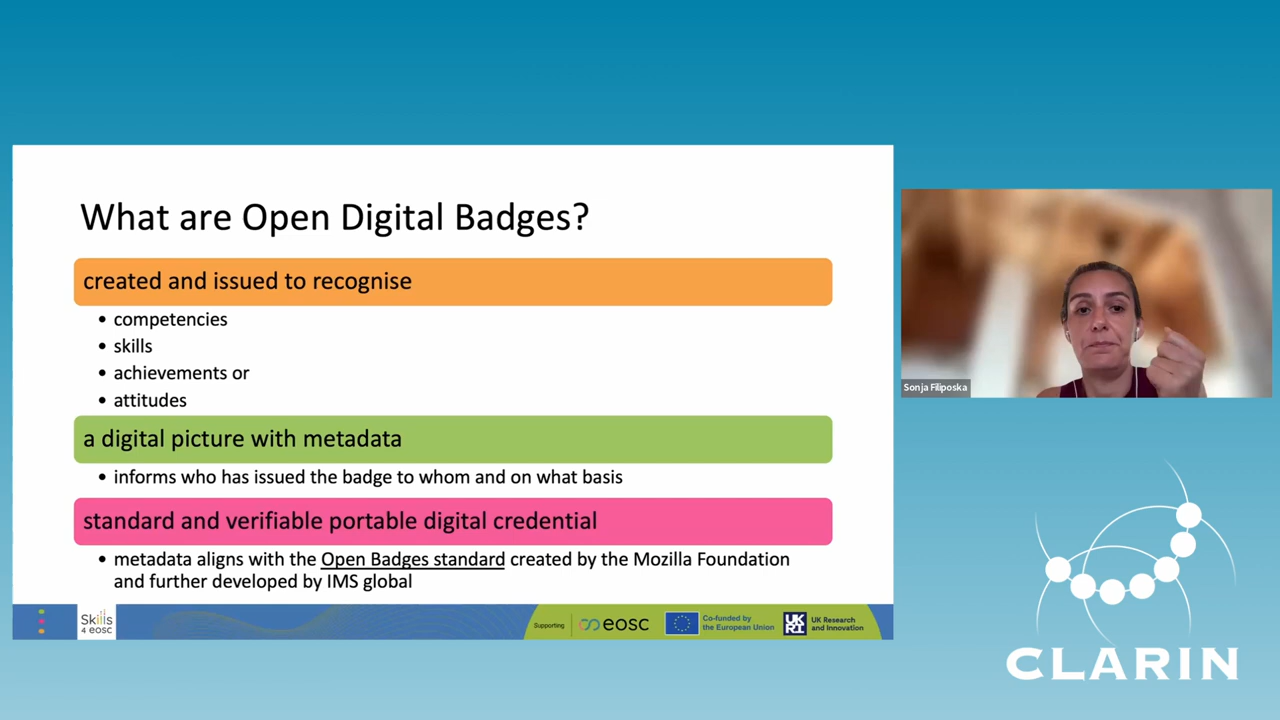 What are Open Digital Badges?
created and issued to recognise
• competencies
• skills
• achievements or
• attitudes
a digital picture with metadata
• informs who has issued the badge to whom and on what basis
standard and verifiable portable digital credential
• metadata aligns with the Open Badges standard created by the Mozilla Foundation
and further developed by IMS global
Skills
4 eosc
Supporting
eosc
Co-funded by
the European Union
UKRI
UK Research
and Innovation
Sonja Filiposka
CLARIN